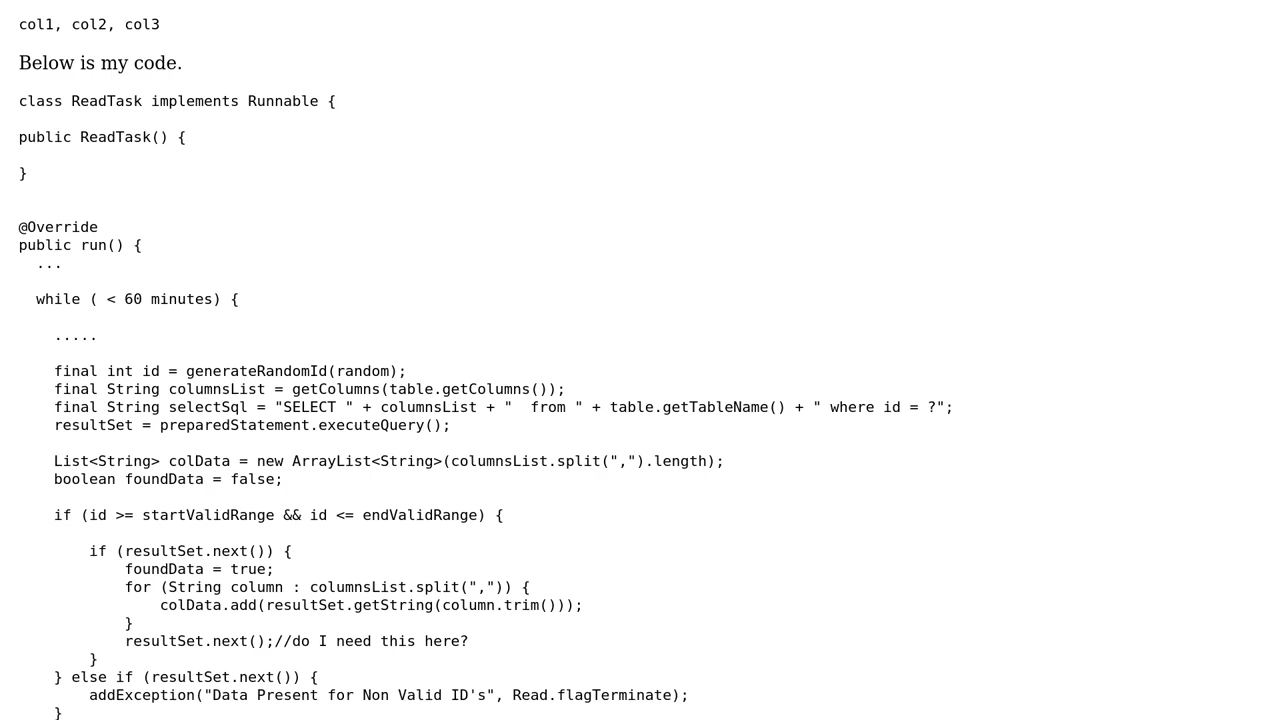 col1, col2, col3
Below is my code.
class ReadTask implements Runnable {
public ReadTask() {
}
@Override
public run() {
...
while ( < 60 minutes) {
.....
final int id = generateRandomId(random);
final String columnsList = getColumns(table.getColumns());
final String selectSql = "SELECT " + columnsList + "  from " + table.getTableName() + " where id = ?";
resultSet = preparedStatement.executeQuery();
List<String> colData = new ArrayList<String>(columnsList.split(",").length);
boolean foundData = false;
if (id >= startValidRange && id <= endValidRange) {
if (resultSet.next()) {
foundData = true;
for (String column : columnsList.split(",")) {
colData.add(resultSet.getString(column.trim()));
}
resultSet.next();//do I need this here?
}
} else if (resultSet.next()) {
addException("Data Present for Non Valid ID's", Read.flagTerminate);
}